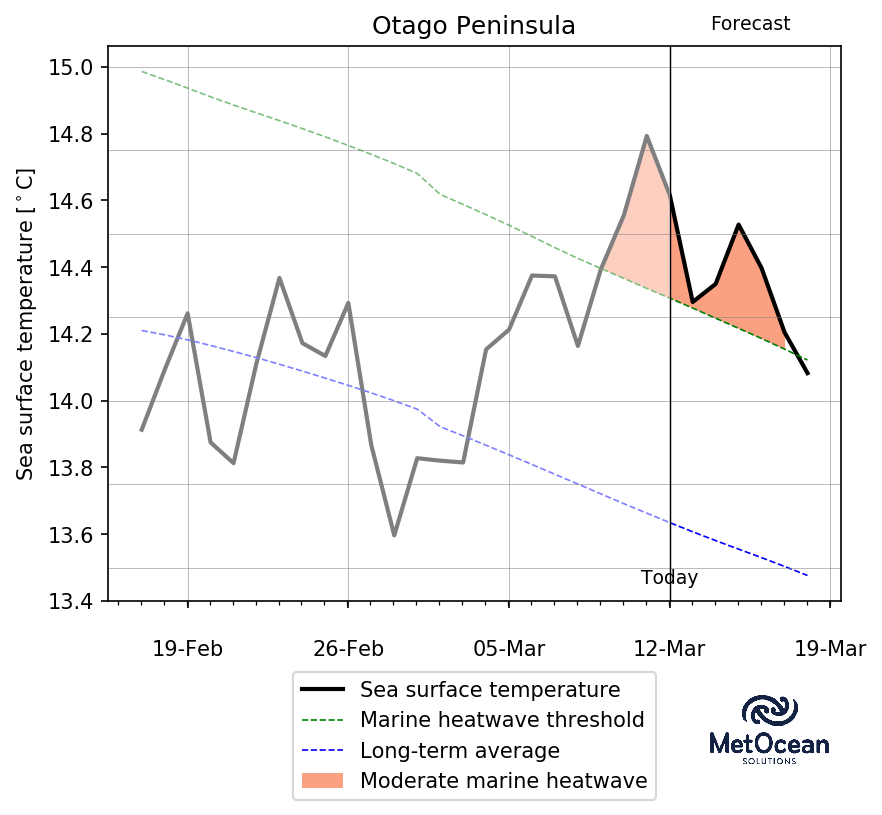 Otago Peninsula
Forecast
15.0
14.8
14.6
14.4
14.2
14.0
13.8
13.6
13.4
Sea surface temperature [°C]
Today
19-Feb
26-Feb
05-Mar
12-Mar
19-Mar
Sea surface temperature
Marine heatwave threshold
Long-term average
Moderate marine heatwave
MetOcean
SOLUTIONS